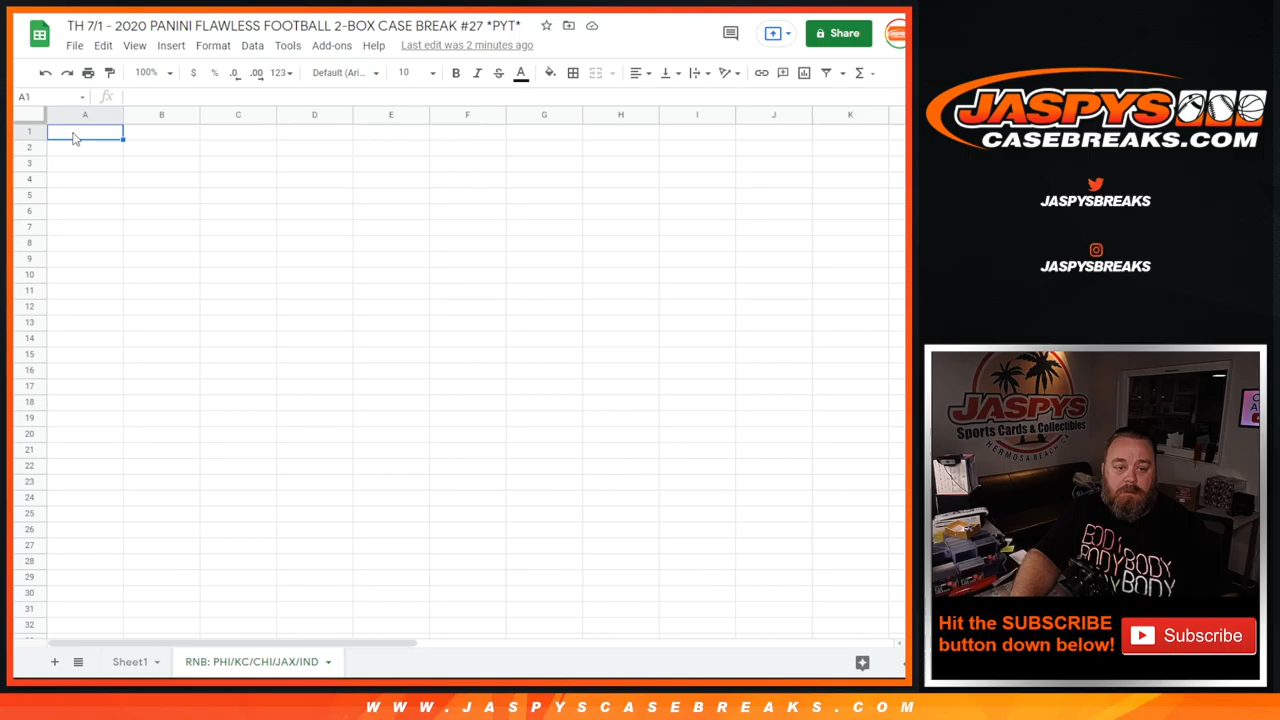 TH 7/1 - 2020 PANINI FLAWLESS FOOTBALL 2-BOX CASE BREAK #27 *PYT*
File Edit View Insert Format Data Tools Add-ons Help Last edit was 2 minutes ago
Share
100% $ % .0 .00 123 Default (Ari... 10 B I S A Σ
A1 fx
A B C D E F G H I J K
1
2
3
4
5
6
7
8
9
10
11
12
13
14
15
16
17
18
19
20
21
22
23
24
25
26
27
28
29
30
31
32
+ Sheet1 RNB: PHI/KC/CHI/JAX/IND
JASPYS
CASEBREAKS.COM
JASPYSBREAKS
JASPYSBREAKS
JASPYS
Sports Cards & Collectibles
HERMOSA BEACH, CA
BODYBODY
BODYBODY
BODY
Hit the SUBSCRIBE
button down below!
Subscribe
WWW.JASPYSCASEBREAKS.COM